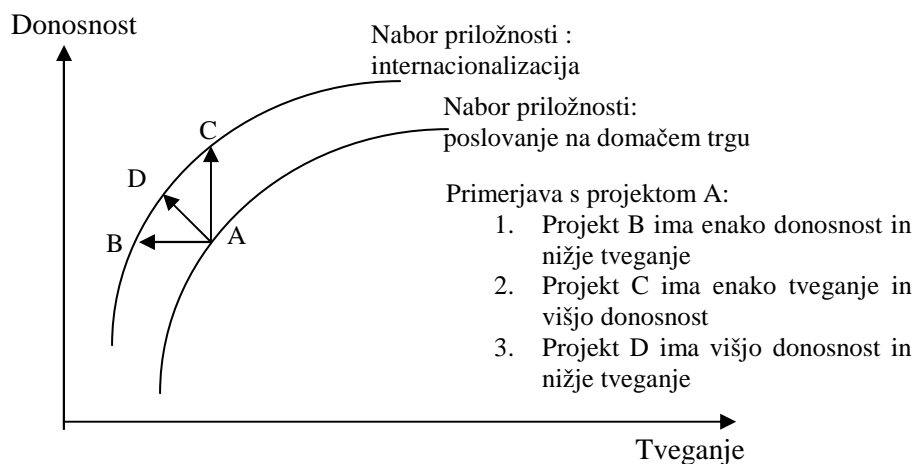 Donosnost
Nabor priložnosti :
internacionalizacija
Nabor priložnosti:
poslovanje na domačem trgu
C
D
B
A
Primerjava s projektom A:
1. Projekt B ima enako donosnost in
nižje tveganje
2. Projekt C ima enako tveganje in
višjo donosnost
3. Projekt D ima višjo donosnost in
nižje tveganje
Tveganje